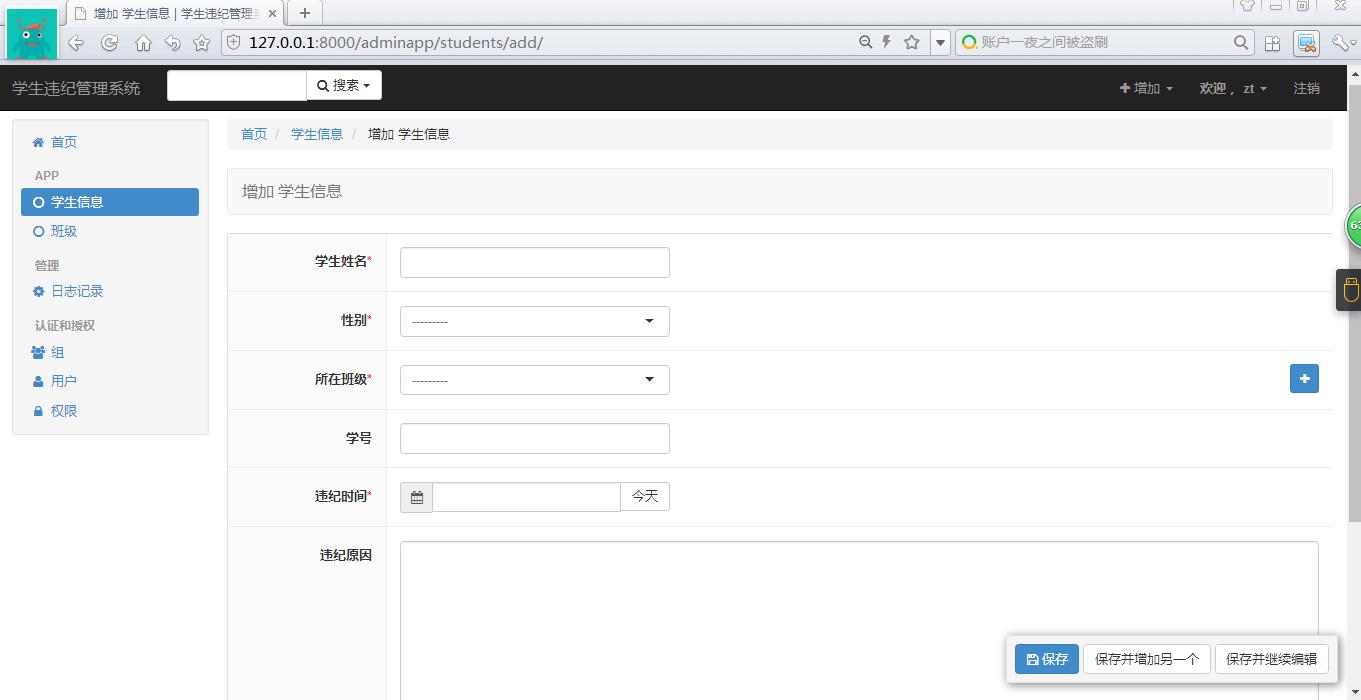 增加 学生信息 | 学生违纪管理
127.0.0.1:8000/adminapp/students/add/
账户一夜之间被盗刷
学生违纪管理系统
搜索
增加
欢迎， zt
注销
首页
APP
学生信息
班级
管理
日志记录
认证和授权
组
用户
权限
首页 / 学生信息 / 增加 学生信息
增加 学生信息
学生姓名*
性别*
---------
所在班级*
---------
学号
违纪时间*
今天
违纪原因
保存
保存并增加另一个
保存并继续编辑